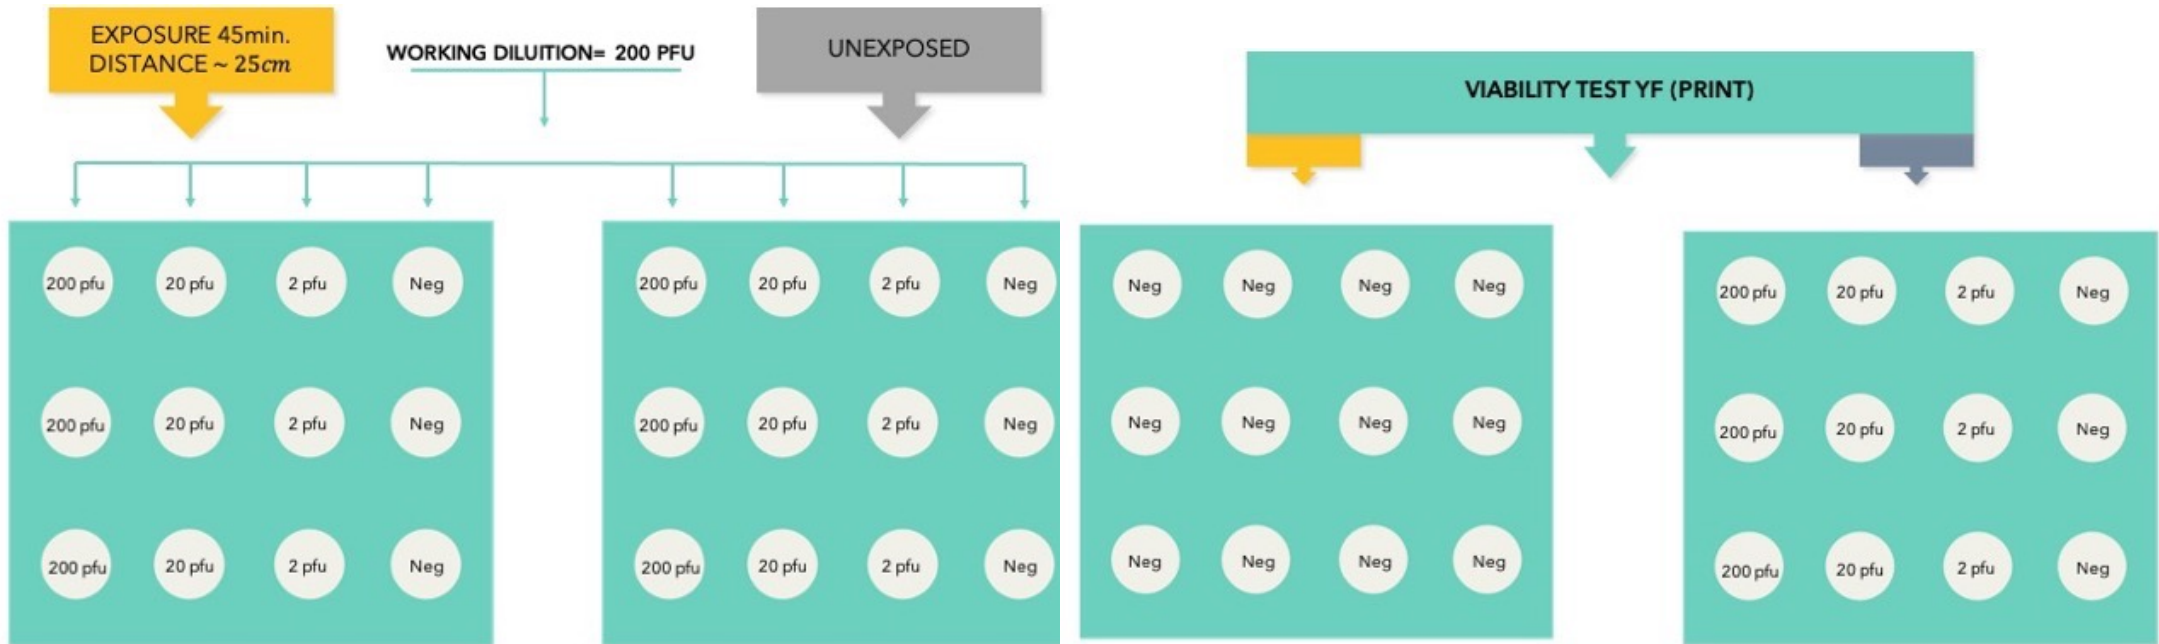 EXPOSURE 45min.
DISTANCE ~ 25cm
WORKING DILUITION= 200 PFU
UNEXPOSED
VIABILITY TEST YF (PRINT)
200 pfu 20 pfu 2 pfu Neg
200 pfu 20 pfu 2 pfu Neg
200 pfu 20 pfu 2 pfu Neg
200 pfu 20 pfu 2 pfu Neg
200 pfu 20 pfu 2 pfu Neg
200 pfu 20 pfu 2 pfu Neg
Neg Neg Neg Neg
Neg Neg Neg Neg
Neg Neg Neg Neg
200 pfu 20 pfu 2 pfu Neg
200 pfu 20 pfu 2 pfu Neg
200 pfu 20 pfu 2 pfu Neg